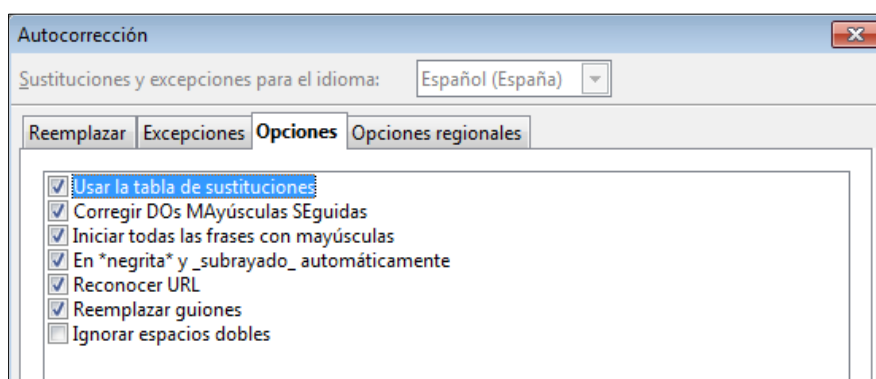 Autocorrección
Sustituciones y excepciones para el idioma: Español (España)
Reemplazar Excepciones Opciones Opciones regionales
Usar la tabla de sustituciones
Corregir DOs MAyúsculas SEguidas
Iniciar todas las frases con mayúsculas
En *negrita* y _subrayado_ automáticamente
Reconocer URL
Reemplazar guiones
Ignorar espacios dobles